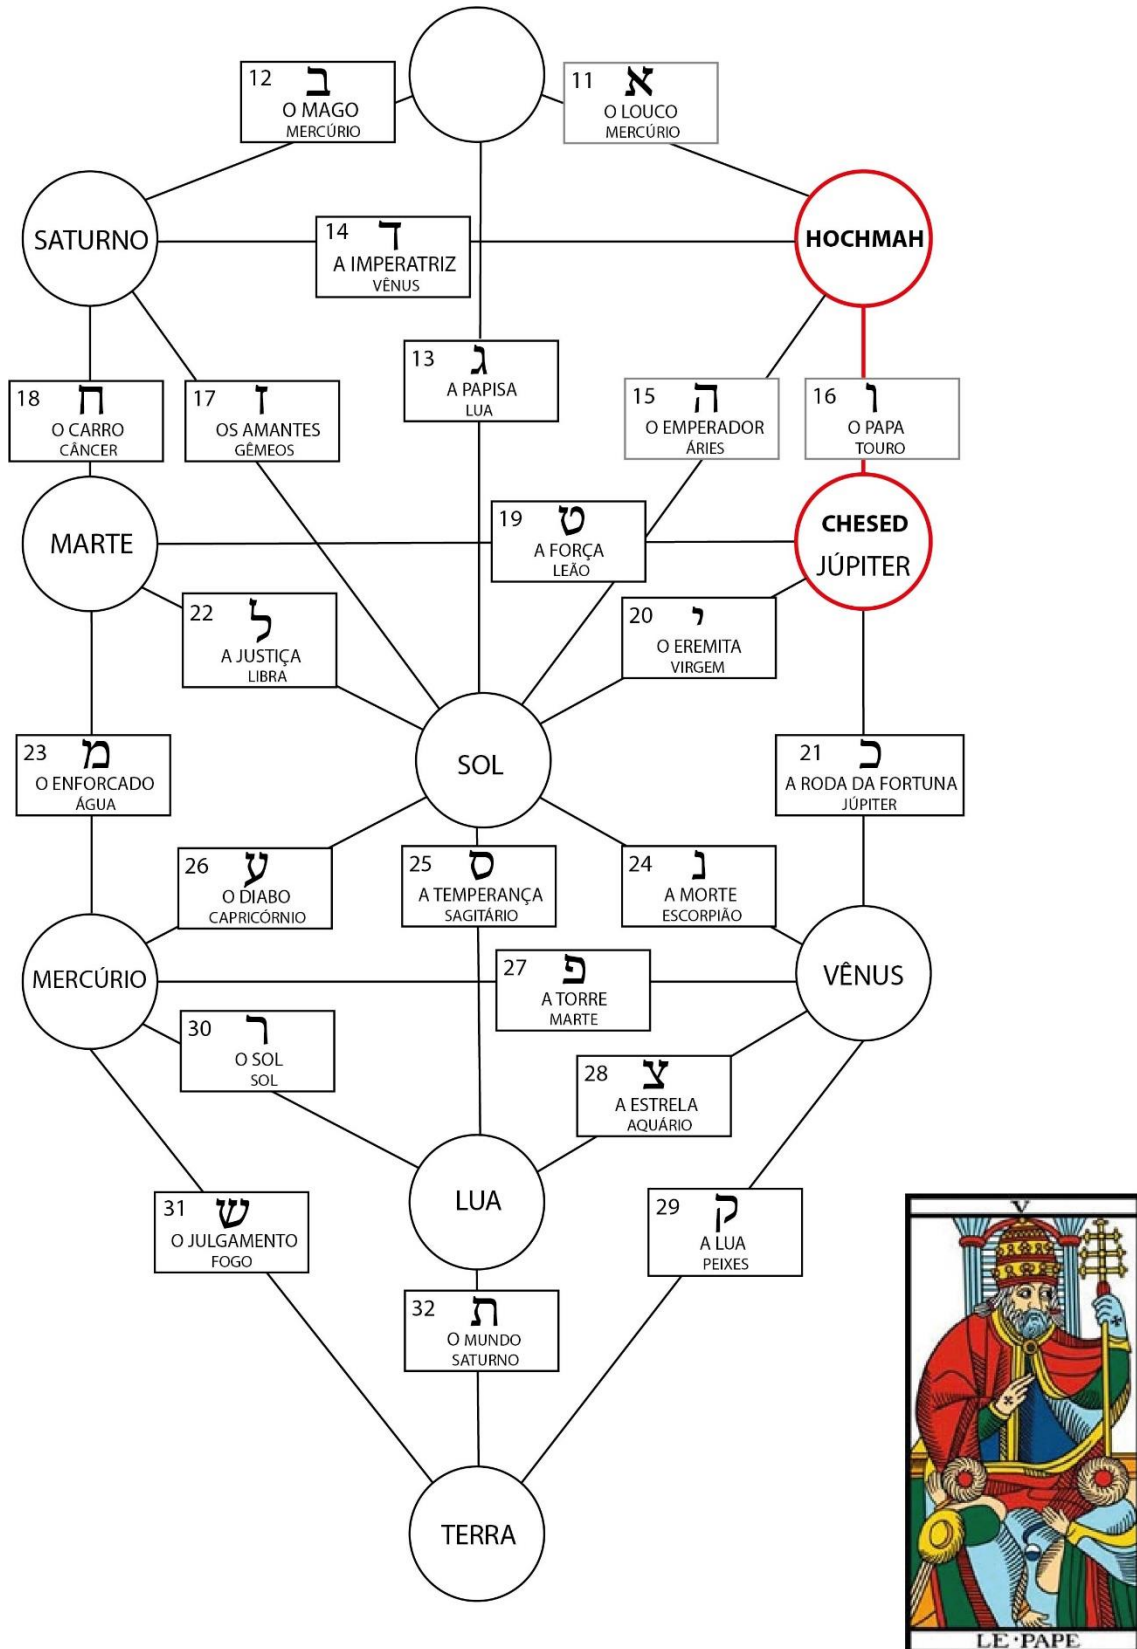 12 ב
O MAGO
MERCÚRIO
11 א
O LOUCO
MERCÚRIO
SATURNO
14 ד
A IMPERATRIZ
VÊNUS
HOCHMAH
13 ג
A PAPISA
LUA
18 ח
O CARRO
CÂNCER
17 ז
OS AMANTES
GÊMEOS
15 ה
O EMPERADOR
ÁRIES
16 ו
O PAPA
TOURO
MARTE
19 ט
A FORÇA
LEÃO
CHESED
JÚPITER
22 ל
A JUSTIÇA
LIBRA
20 י
O EREMITA
VIRGEM
23 מ
O ENFORCADO
ÁGUA
SOL
21 כ
A RODA DA FORTUNA
JÚPITER
26 ע
O DIABO
CAPRICÓRNIO
25 ס
A TEMPERANÇA
SAGITÁRIO
24 נ
A MORTE
ESCORPIÃO
MERCÚRIO
27 פ
A TORRE
MARTE
VÊNUS
30 ר
O SOL
SOL
28 צ
A ESTRELA
AQUÁRIO
LUA
31 ש
O JULGAMENTO
FOGO
29 ק
A LUA
PEIXES
32 ת
O MUNDO
SATURNO
TERRA
V
LE·PAPE